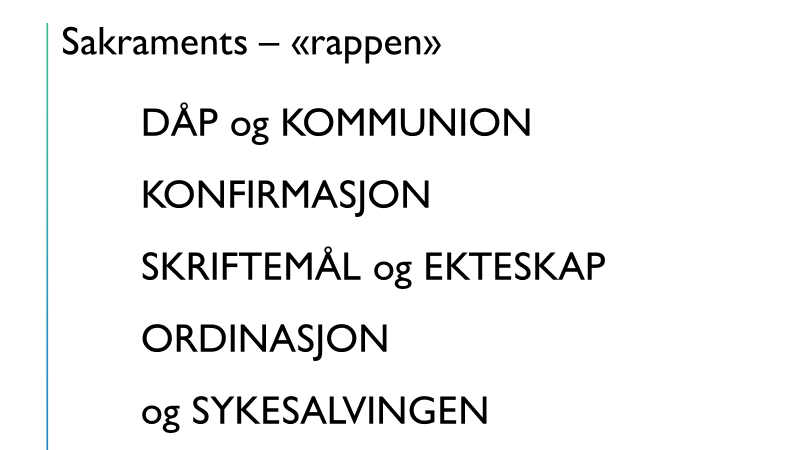 Sakraments – «rappen»
DÅP og KOMMUNION
KONFIRMASJON
SKRIFTEMÅL og EKTESKAP
ORDINASJON
og SYKESALVINGEN